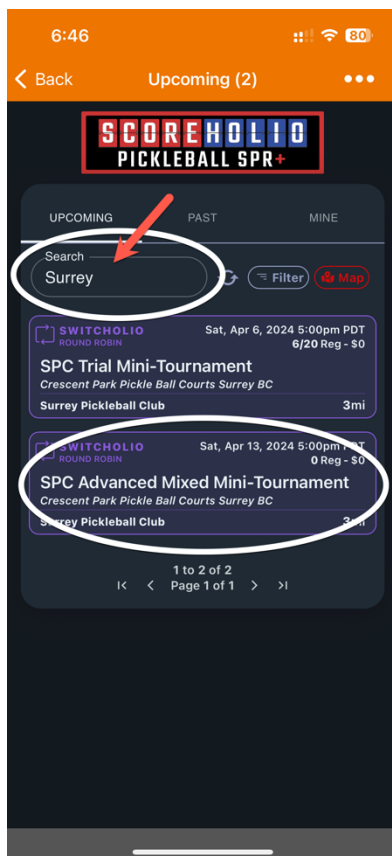 6:46
80
Back
Upcoming (2)
SCOREHOLIO
PICKLEBALL SPR+
UPCOMING
PAST
MINE
Search
Surrey
Filter
Map
SWITCHOLIO
ROUND ROBIN
Sat, Apr 6, 2024 5:00pm PDT
6/20 Reg - $0
SPC Trial Mini-Tournament
Crescent Park Pickle Ball Courts Surrey BC
Surrey Pickleball Club
3mi
SWITCHOLIO
ROUND ROBIN
Sat, Apr 13, 2024 5:00pm PDT
0 Reg - $0
SPC Advanced Mixed Mini-Tournament
Crescent Park Pickle Ball Courts Surrey BC
Surrey Pickleball Club
3mi
1 to 2 of 2
Page 1 of 1